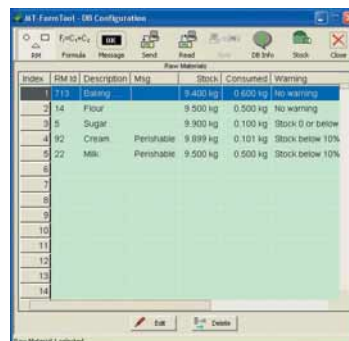 MT-FormTool - DB Configuration
F₁=C₁+C₂
RM Formula Message Send Read DB Info Stock Close
Raw Materials
Index RM Id Description Msg Stock Consumed Warning
1 713 Baking 9.400 kg 0.600 kg No warning
2 14 Flour 9.500 kg 0.500 kg No warning
3 5 Sugar 9.900 kg 0.100 kg Stock 0 or below
4 92 Cream Perishable 9.899 kg 0.101 kg Stock below 10%
5 22 Milk Perishable 9.500 kg 0.500 kg Stock below 10%
6
7
8
9
10
11
12
13
14
Edit Delete